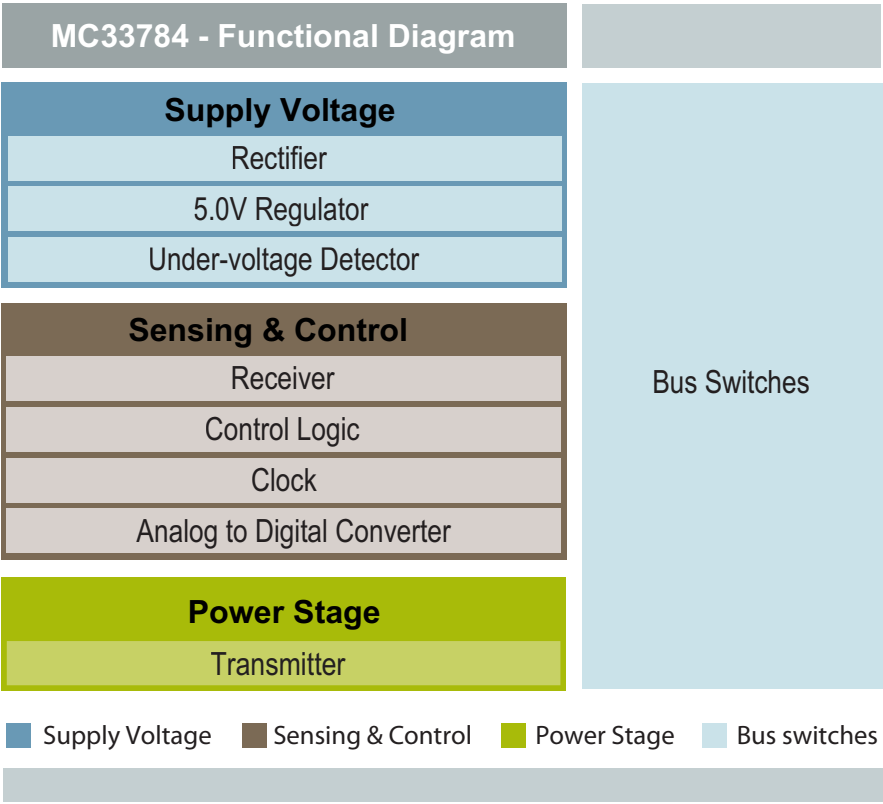 MC33784 - Functional Diagram
Supply Voltage
Rectifier
5.0V Regulator
Under-voltage Detector
Sensing & Control
Receiver
Control Logic
Clock
Analog to Digital Converter
Power Stage
Transmitter
Bus Switches
Supply Voltage
Sensing & Control
Power Stage
Bus switches